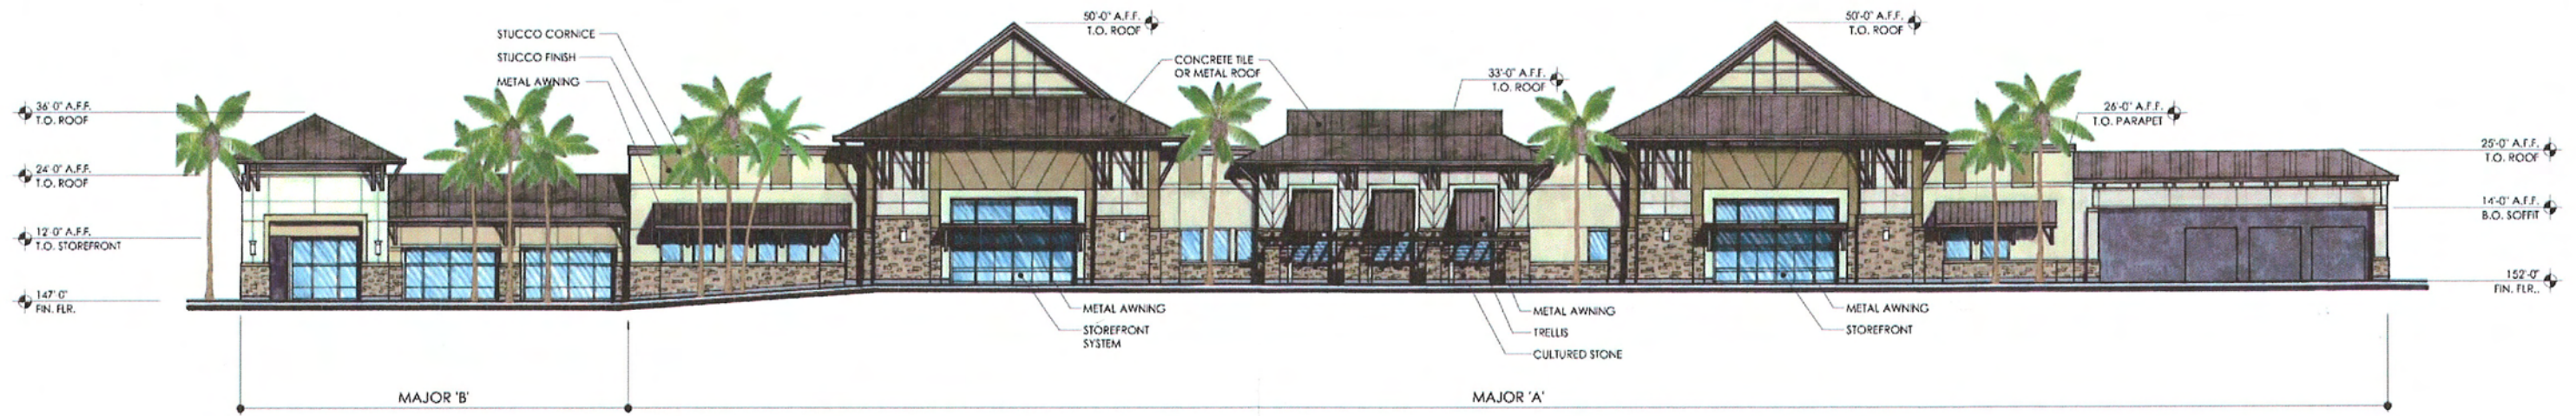 36'0" A.F.F.
T.O. ROOF
24'0" A.F.F.
T.O. ROOF
12'0" A.F.F.
T.O. STOREFRONT
147'0"
FIN. FLR.
STUCCO CORNICE
STUCCO FINISH
METAL AWNING
50'-0" A.F.F.
T.O. ROOF
CONCRETE TILE
OR METAL ROOF
33'-0" A.F.F.
T.O. ROOF
50'-0" A.F.F.
T.O. ROOF
26'-0" A.F.F.
T.O. PARAPET
25'-0" A.F.F.
T.O. ROOF
14'-0" A.F.F.
B.O. SOFFIT
152'-0"
FIN. FLR..
METAL AWNING
STOREFRONT
SYSTEM
METAL AWNING
TRELLIS
CULTURED STONE
METAL AWNING
STOREFRONT
MAJOR 'B'
MAJOR 'A'